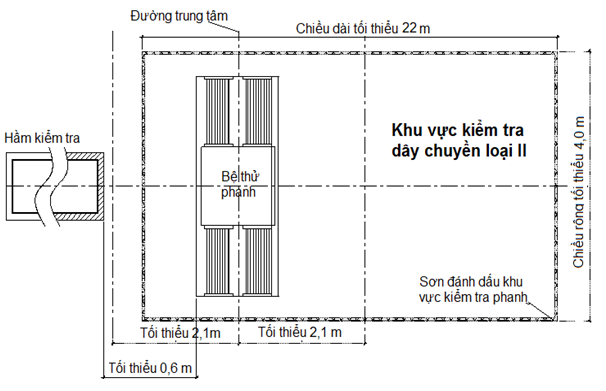 Đường trung tâm
Chiều dài tối thiểu 22 m
Hầm kiểm tra
Khu vực kiểm tra
dây chuyền loại II
Bệ thử
phanh
Chiều rộng tối thiểu 4,0 m
Sơn đánh dấu khu
vực kiểm tra phanh
Tối thiểu 2,1m
Tối thiểu 2,1 m
Tối thiểu 0,6 m